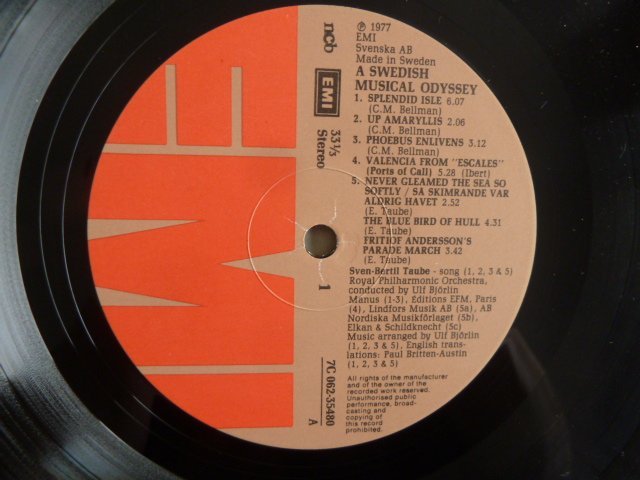 ℗ 1977
EMI
Svenska AB
Made in Sweden
A SWEDISH
MUSICAL ODYSSEY
1. SPLENDID ISLE 6.07
(C.M. Bellman)
2. UP AMARYLLIS 2.06
(C.M. Bellman)
3. PHOEBUS ENLIVENS 3.12
(C.M. Bellman)
4. VALENCIA FROM "ESCALES"
(Ports of Call) 5.28 (Ibert)
5. NEVER GLEAMED THE SEA SO
SOFTLY / SÅ SKIMRANDE VAR
ALDRIG HAVET 2.52
(E. Taube)
THE BLUE BIRD OF HULL 4.31
(E. Taube)
FRITIOF ANDERSSON'S
PARADE MARCH 3.42
(E. Taube)
Sven-Bertil Taube - song (1, 2, 3 & 5)
Royal Philharmonic Orchestra,
conducted by Ulf Björlin
Manus (1-3), Éditions EFM, Paris
(4), Lindfors Musik AB (5a), AB
Nordiska Musikförlaget (5b),
Elkan & Schildknecht (5c)
Music arranged by Ulf Björlin
(1, 2, 3 & 5), English trans-
lations: Paul Britten-Austin
(1, 2, 3 & 5)
All rights of the manufacturer
and of the owner of the
recorded work reserved.
Unauthorised public
performance, broad-
casting and
copying of
this record
prohibited.
ncb
EMI
33 1/3
Stereo
1
7C 062-35480
A
EMI